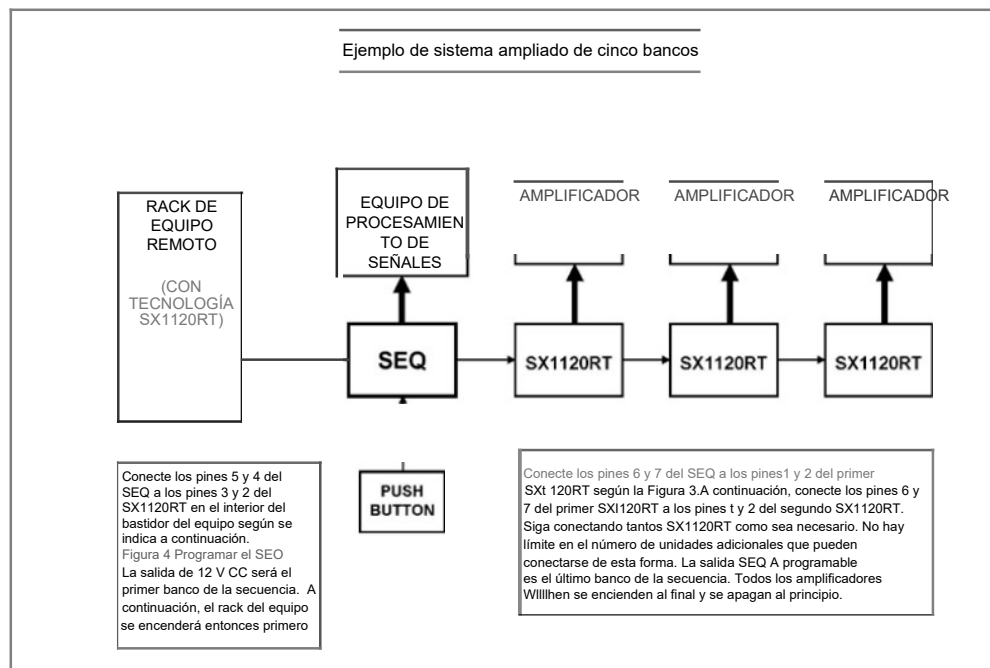 Ejemplo de sistema ampliado de cinco bancos
RACK DE
EQUIPO
REMOTO
(CON
TECNOLOGÍA
SX1120RT)
EQUIPO DE
PROCESAMIEN
TO DE
SEÑALES
AMPLIFICADOR
AMPLIFICADOR
AMPLIFICADOR
SEQ
SX1120RT
SX1120RT
SX1120RT
PUSH
BUTTON
Conecte los pines 5 y 4 del
SEQ a los pines 3 y 2 del
SX1120RT en el interior del
bastidor del equipo según se
indica a continuación.
Figura 4 Programar el SEO
La salida de 12 V CC será el
primer banco de la secuencia. A
continuación, el rack del equipo
se encenderá entonces primero
Conecte los pines 6 y 7 del SEQ a los pines1 y 2 del primer
SXt 120RT según la Figura 3.A continuación, conecte los pines 6 y
7 del primer SXI120RT a los pines t y 2 del segundo SX1120RT.
Siga conectando tantos SX1120RT como sea necesario. No hay
límite en el número de unidades adicionales que pueden
conectarse de esta forma. La salida SEQ A programable
es el último banco de la secuencia. Todos los amplificadores
WIllIhen se encienden al final y se apagan al principio.